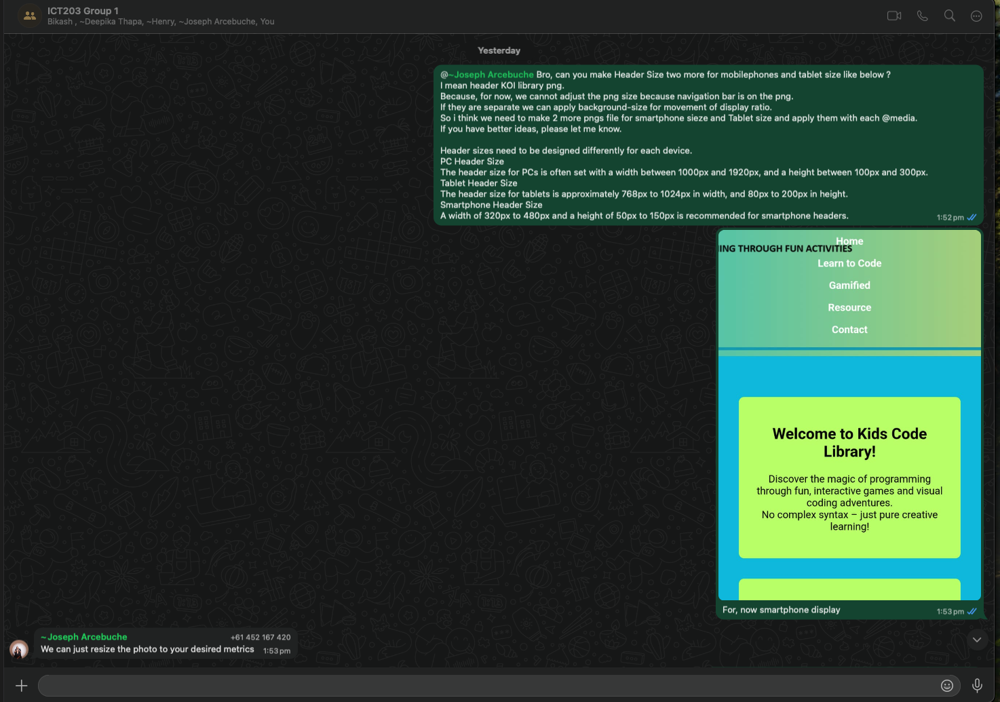 ICT203 Group 1
Bikash , ~Deepika Thapa, ~Henry, ~Joseph Arcebuche, You
Yesterday
@~Joseph Arcebuche Bro, can you make Header Size two more for mobilephones and tablet size like below ?
I mean header KOI library png.
Because, for now, we cannot adjust the png size because navigation bar is on the png.
If they are separate we can apply background-size for movement of display ratio.
So i think we need to make 2 more pngs file for smartphone sieze and Tablet size and apply them with each @media.
If you have better ideas, please let me know.
Header sizes need to be designed differently for each device.
PC Header Size
The header size for PCs is often set with a width between 1000px and 1920px, and a height between 100px and 300px.
Tablet Header Size
The header size for tablets is approximately 768px to 1024px in width, and 80px to 200px in height.
Smartphone Header Size
A width of 320px to 480px and a height of 50px to 150px is recommended for smartphone headers.
1:52 pm
Home
ING THROUGH FUN ACTIVITIES
Learn to Code
Gamified
Resource
Contact
Welcome to Kids Code
Library!
Discover the magic of programming
through fun, interactive games and visual
coding adventures.
No complex syntax – just pure creative
learning!
For, now smartphone display
1:53 pm
~Joseph Arcebuche
+61 452 167 420
We can just resize the photo to your desired metrics
1:53 pm